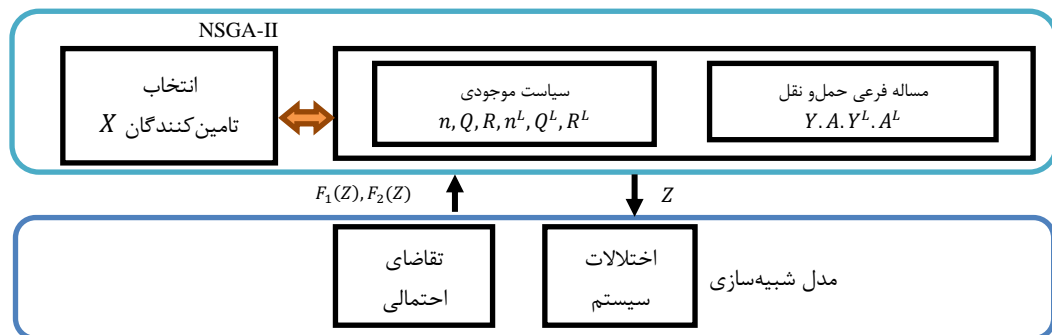 NSGA-II
انتخاب
تامین‌کنندگان X
سیاست موجودی
n, Q, R, n^L, Q^L, R^L
مساله فرعی حمل‌و نقل
Y. A. Y^L. A^L
F_1(Z), F_2(Z)
Z
تقاضای
احتمالی
اختلالات
سیستم
مدل شبیه‌سازی